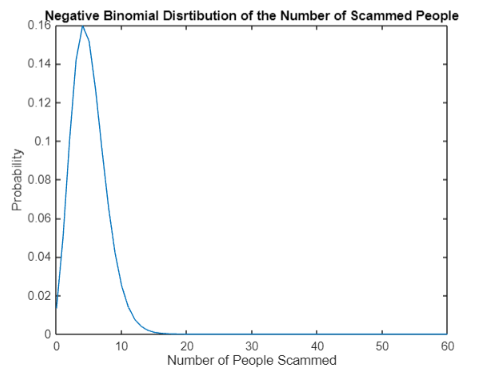 Negative Binomial Disrtibution of the Number of Scammed People
0.16
0.14
0.12
0.1
0.08
0.06
0.04
0.02
0
Probability
0 10 20 30 40 50 60
Number of People Scammed